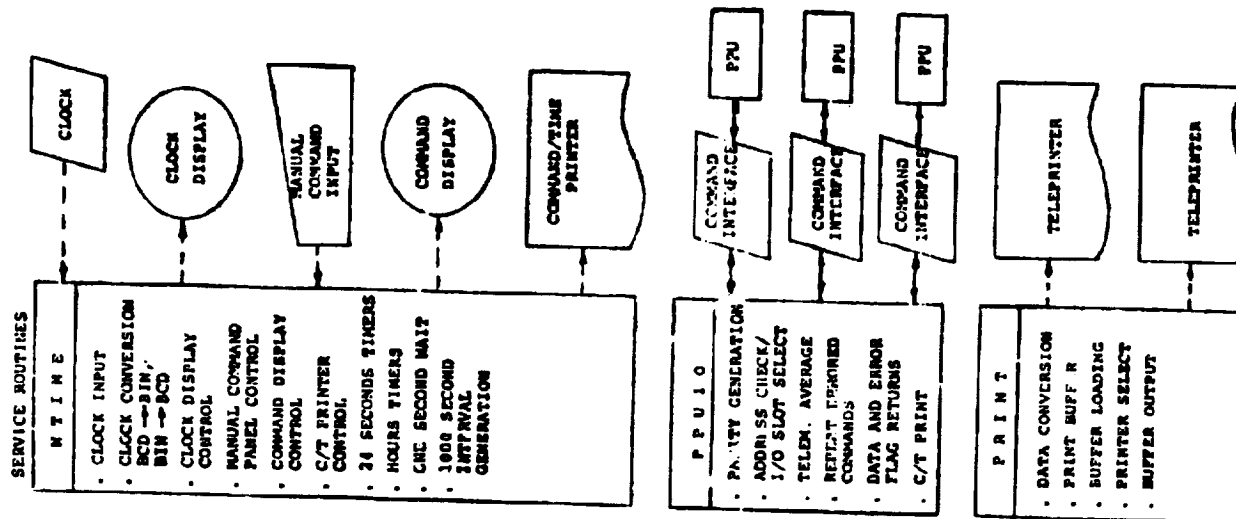 SERVICE ROUTINES
M T I M E
. CLOCK INPUT
. CLOCK CONVERSION
BCD → BIN,
BIN → BCD
. CLOCK DISPLAY
CONTROL
. MANUAL COMMAND
PANEL CONTROL
. COMMAND DISPLAY
CONTROL
. C/T PRINTER
CONTROL
. 24 SECONDS TIMERS
. HOURS TIMERS
. ONE SECOND WAIT
. 1000 SECOND
INTERVAL
GENERATION
CLOCK
CLOCK
DISPLAY
MANUAL
COMMAND
INPUT
COMMAND
DISPLAY
COMMAND/TIME
PRINTER
P P U I O
. PARITY GENERATION
. ADDRESS CHECK/
I/O SLOT SELECT
. TELEM. AVERAGE
. REPEAT IGNORED
COMMANDS
. DATA AND ERROR
FLAG RETURNS
. C/T PRINT
COMMAND
INTERFACE
PPU
COMMAND
INTERFACE
PPU
COMMAND
INTERFACE
PPU
P R I N T
. DATA CONVERSION
. PRINT BUFF R
. BUFFER LOADING
. PRINTER SELECT
. BUFFER OUTPUT
TELEPRINTER
TELEPRINTER